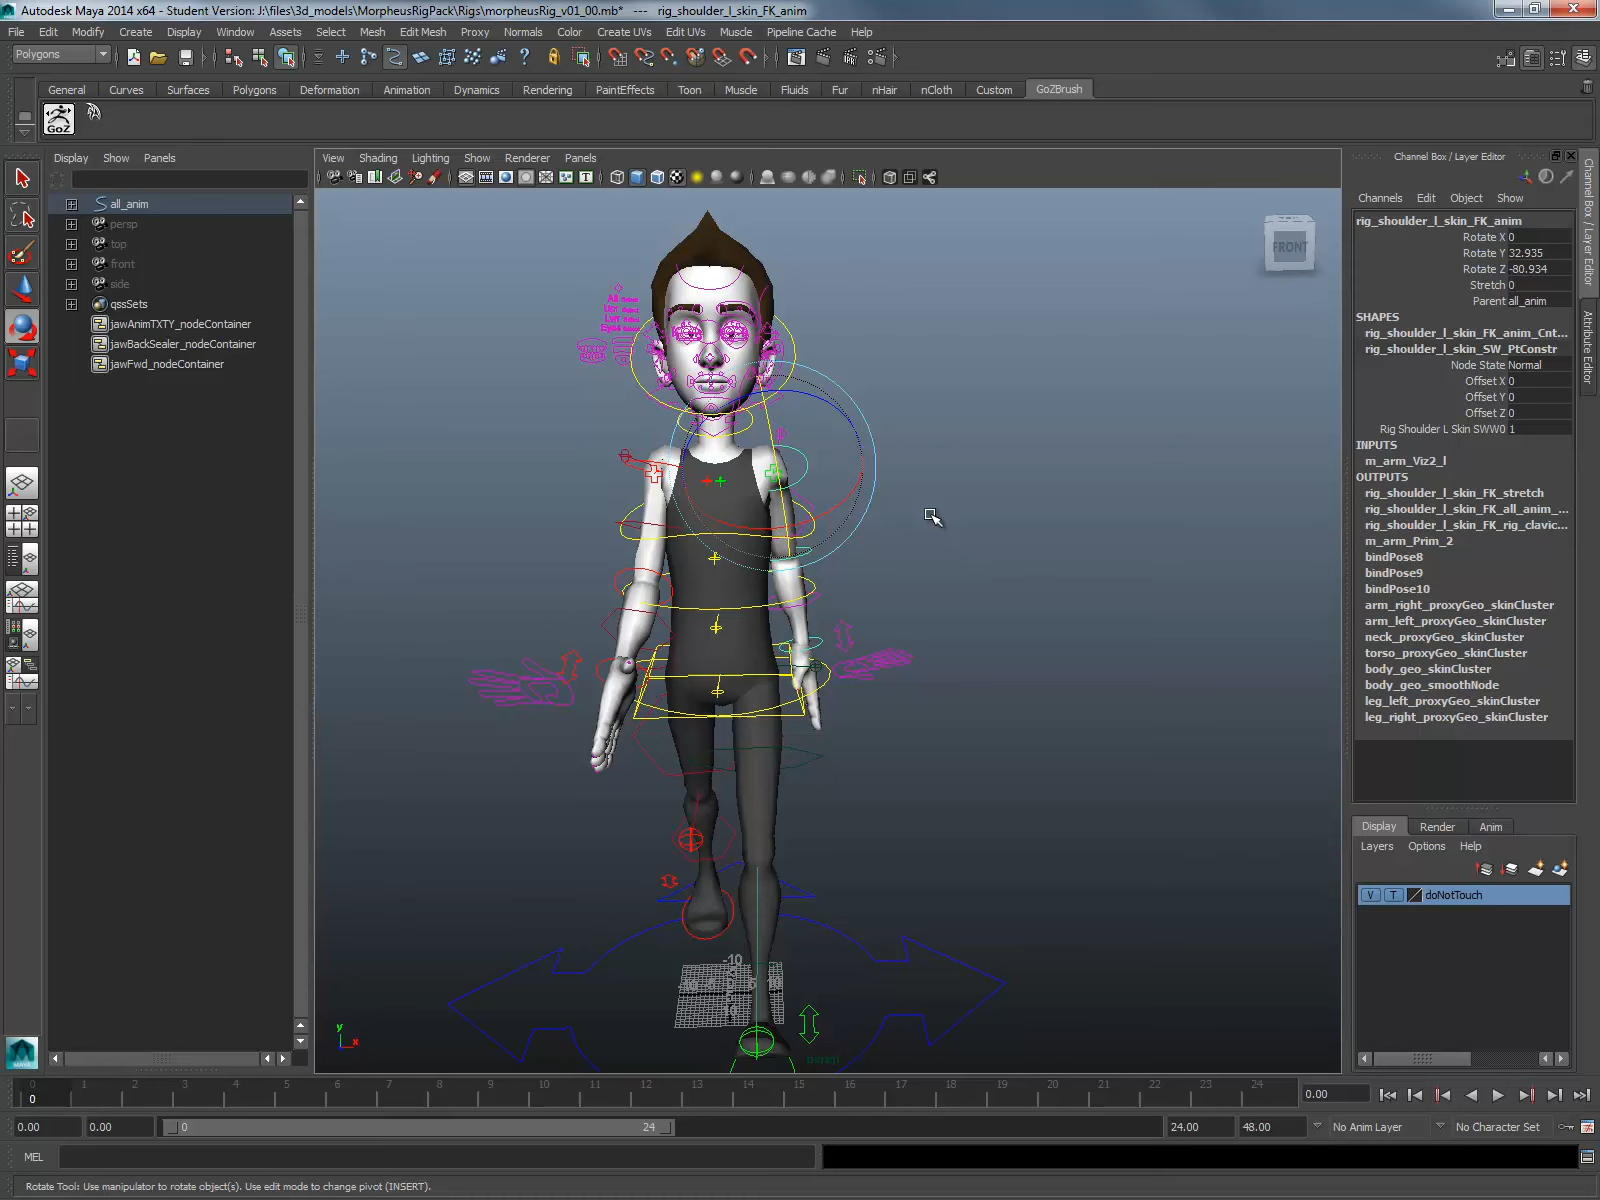 Autodesk Maya 2014 x64 - Student Version: J:\files\3d_models\MorpheusRigPack\Rigs\morpheusRig_v01_00.mb* --- rig_shoulder_l_skin_FK_anim
File Edit Modify Create Display Window Assets Select Mesh Edit Mesh Proxy Normals Color Create UVs Edit UVs Muscle Pipeline Cache Help
Polygons
General Curves Surfaces Polygons Deformation Animation Dynamics Rendering PaintEffects Toon Muscle Fluids Fur nHair nCloth Custom GoZBrush
GoZ
Display Show Panels
View Shading Lighting Show Renderer Panels
Channel Box / Layer Editor
Channels Edit Object Show
all_anim
persp
top
front
side
qssSets
jawAnimTXTY_nodeContainer
jawBackSealer_nodeContainer
jawFwd_nodeContainer
FRONT
rig_shoulder_l_skin_FK_anim
Rotate X 0
Rotate Y 32.935
Rotate Z -80.934
Stretch 0
Parent all_anim
SHAPES
rig_shoulder_l_skin_FK_anim_Cnt...
rig_shoulder_l_skin_SW_PtConstr
Node State Normal
Offset X 0
Offset Y 0
Offset Z 0
Rig Shoulder L Skin SWW0 1
INPUTS
m_arm_Viz2_l
OUTPUTS
rig_shoulder_l_skin_FK_stretch
rig_shoulder_l_skin_FK_all_anim_...
rig_shoulder_l_skin_FK_rig_clavic...
m_arm_Prim_2
bindPose8
bindPose9
bindPose10
arm_right_proxyGeo_skinCluster
arm_left_proxyGeo_skinCluster
neck_proxyGeo_skinCluster
torso_proxyGeo_skinCluster
body_geo_skinCluster
body_geo_smoothNode
leg_left_proxyGeo_skinCluster
leg_right_proxyGeo_skinCluster
Channel Box / Layer Editor
Attribute Editor
Display Render Anim
Layers Options Help
V T doNotTouch
-10
y
x
persp
MAYA
0 1 2 3 4 5 6 7 8 9 10 11 12 13 14 15 16 17 18 19 20 21 22 23 24
0
0.00
0.00 0.00 0 24 24.00 48.00 No Anim Layer No Character Set
MEL
Rotate Tool: Use manipulator to rotate object(s). Use edit mode to change pivot (INSERT).